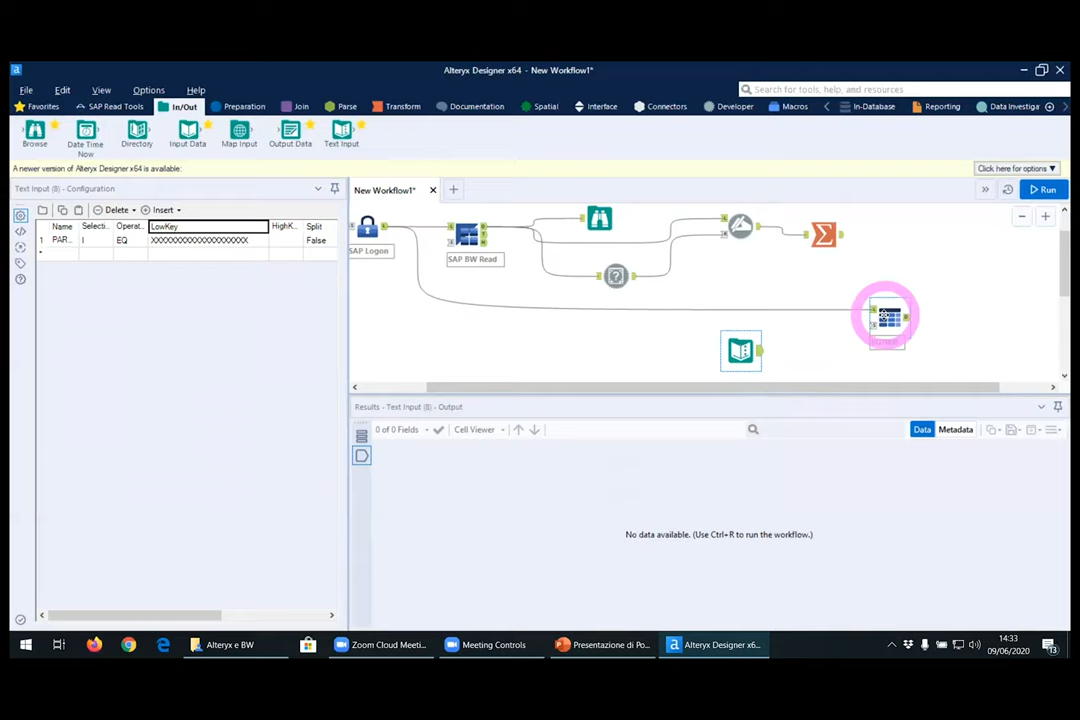 Alteryx Designer x64 - New Workflow1*
File Edit View Options Help
Search for tools, help, and resources
Favorites SAP Read Tools In/Out Preparation Join Parse Transform Documentation Spatial Interface Connectors Developer Macros In-Database Reporting Data Investiga
Browse Date Time Now Directory Input Data Map Input Output Data Text Input
A newer version of Alteryx Designer x64 is available:
Click here for options
Text Input (8) - Configuration
New Workflow1*
Run
Delete Insert
Name Selecti... Operat... LowKey HighK... Split
1 PAR... I EQ XXXXXXXXXXXXXXXXXXXX False
SAP Logon
SAP BW Read
Results - Text Input (8) - Output
0 of 0 Fields Cell Viewer Data Metadata
No data available. (Use Ctrl+R to run the workflow.)
Alteryx e BW
Zoom Cloud Meeti...
Meeting Controls
Presentazione di Po...
Alteryx Designer x6...
14:33
09/06/2020
13